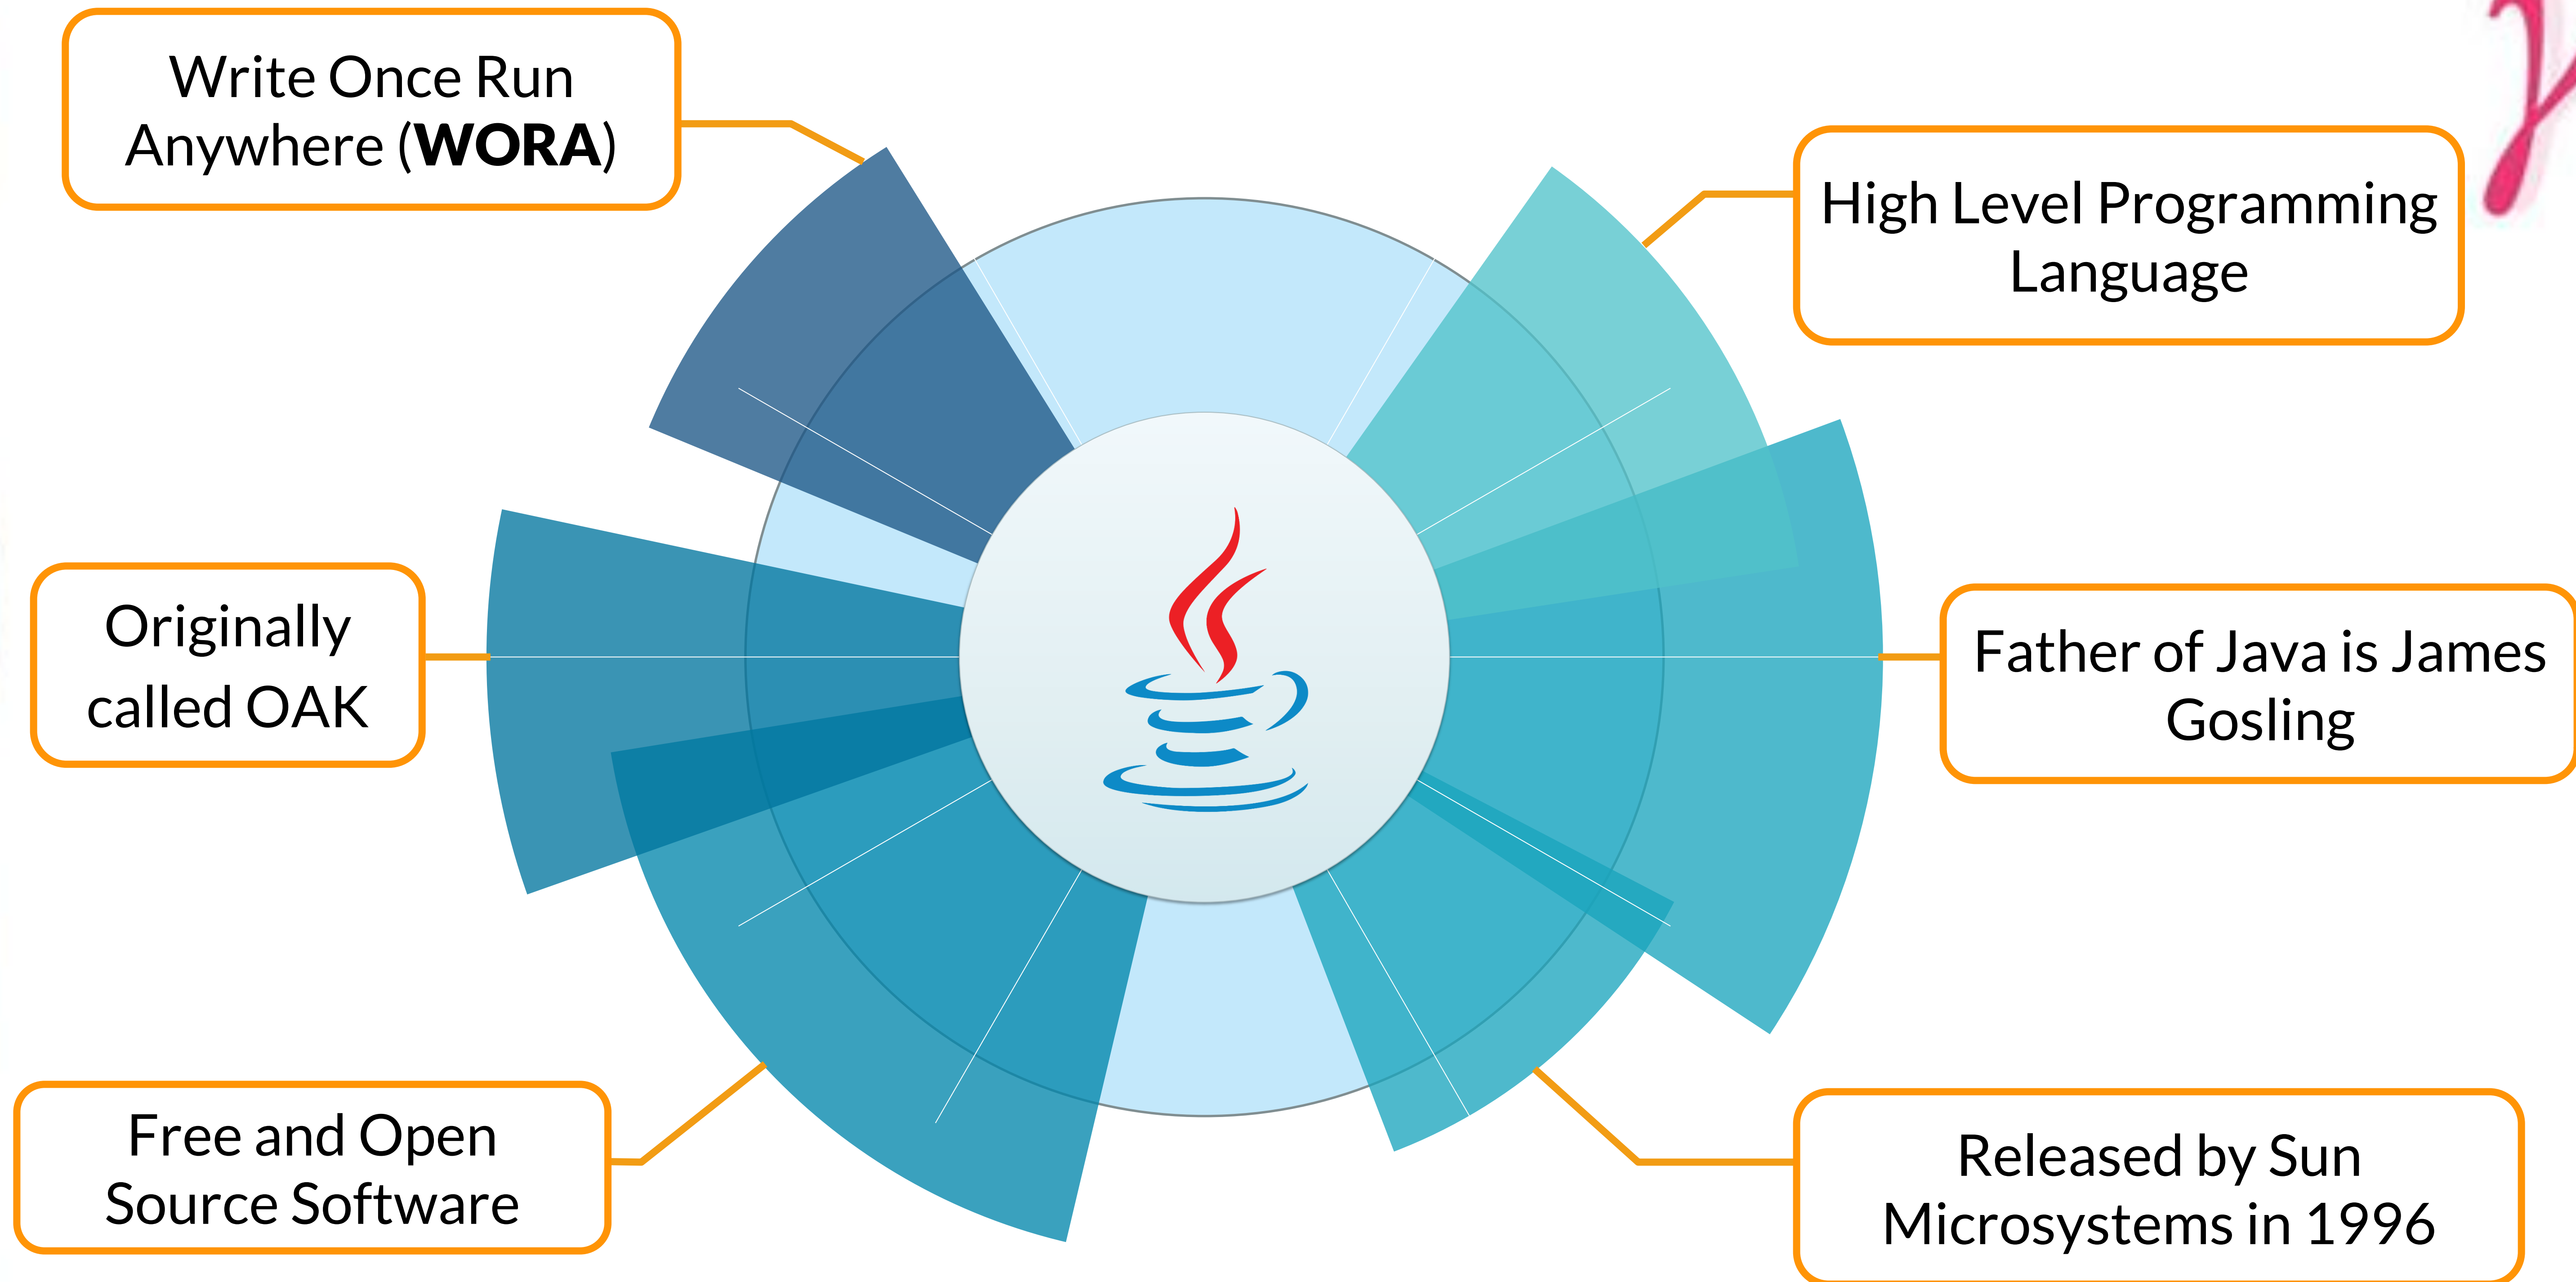 Write Once Run
Anywhere (WORA)
High Level Programming
Language
Originally
called OAK
Father of Java is James
Gosling
Free and Open
Source Software
Released by Sun
Microsystems in 1996